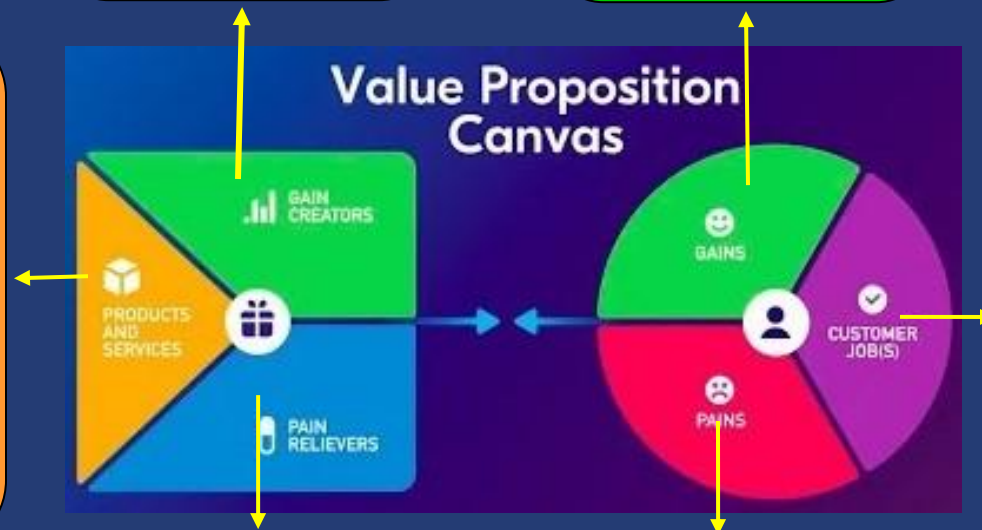 Value Proposition
Canvas
GAIN
CREATORS
PRODUCTS
AND
SERVICES
PAIN
RELIEVERS
GAINS
CUSTOMER
JOB(S)
PAINS